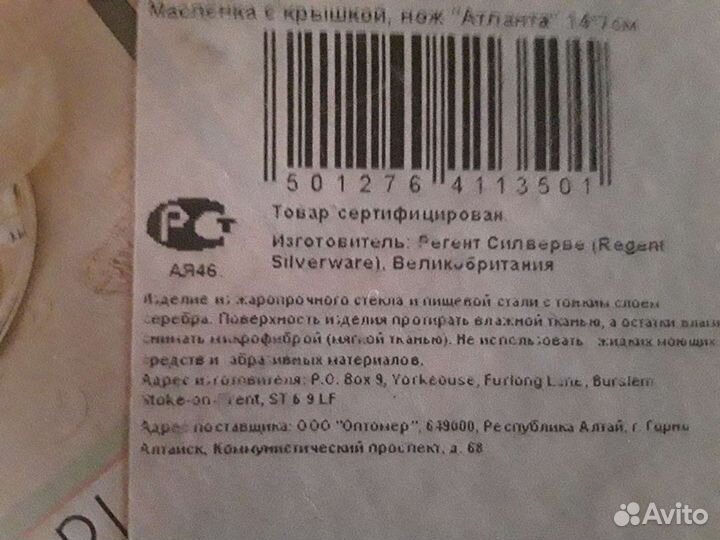 Масленка с крышкой, нож "Атланта" 14*7см
501276 4113501
РСТ
Товар сертифицирован
АЯ46
Изготовитель: Регент Силверве (Regent
Silverware), Великобритания
Изделие из жаропрочного стекла и пищевой стали с тонким слоем
серебра. Поверхность изделия протирать влажной тканью, а остатки влаги
снимать микрофиброй (мягкой тканью). Не использовать жидких моющих
средств и абразивных материалов.
Адрес изготовителя: P.O. Box 9, Furlong Lane, Burslem
Stoke-on-Trent, ST 6 9 LF
Адрес поставщика: ООО "Оптомер", 649000, Республика Алтай, г. Горно
Алтайск, Коммунистический проспект, д. 68
Avito